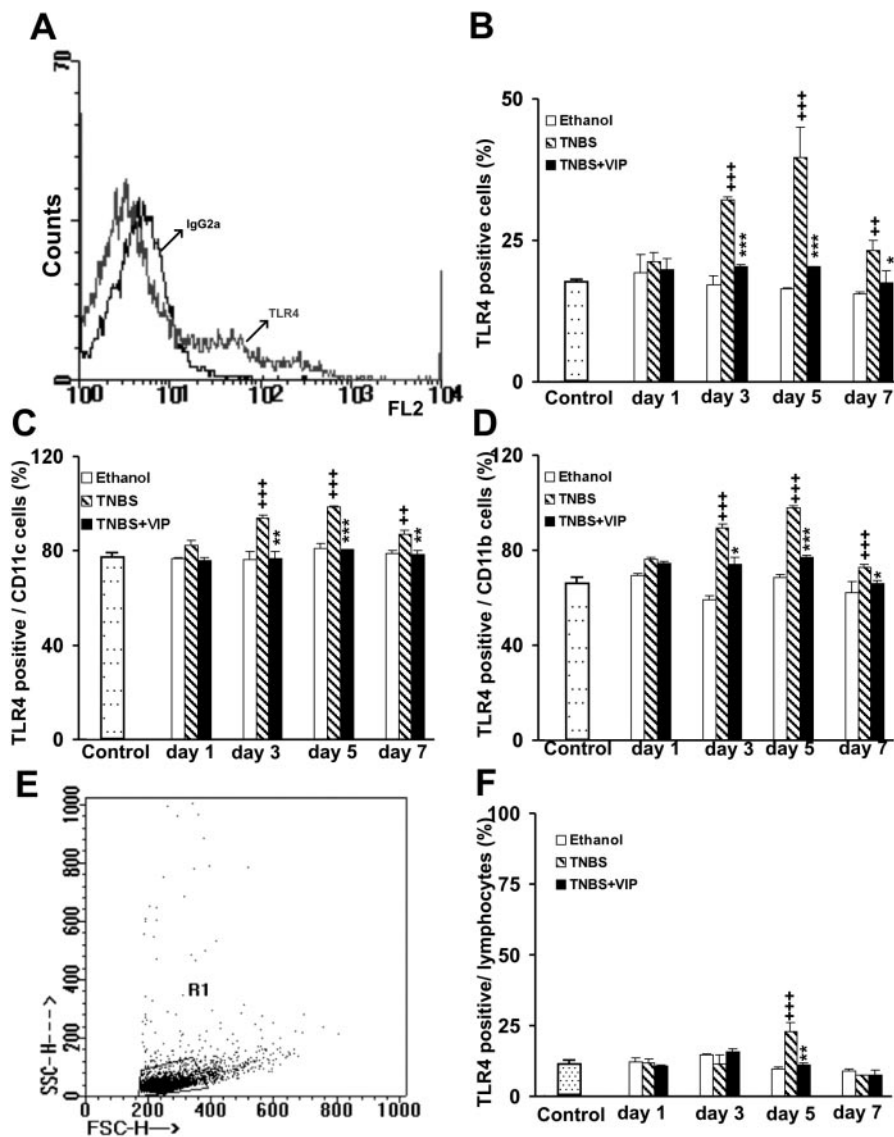 A
70
Counts
0
IgG2a
TLR4
10^0 10^1 10^2 10^3 10^4
FL2
B
50
25
0
TLR4 positive cells (%)
Ethanol
TNBS
TNBS+VIP
+++
***
+++
***
++
*
Control day 1 day 3 day 5 day 7
C
120
80
40
0
TLR4 positive / CD11c cells (%)
Ethanol
TNBS
TNBS+VIP
+++
**
+++
***
++
**
Control day 1 day 3 day 5 day 7
D
120
80
40
0
TLR4 positive / CD11b cells (%)
Ethanol
TNBS
TNBS+VIP
+++
*
+++
***
+++
*
Control day 1 day 3 day 5 day 7
E
1000
800
600
400
200
0
SSC-H---->
R1
0 200 400 600 800 1000
FSC-H—>
F
100
75
50
25
0
TLR4 positive/ lymphocytes (%)
Ethanol
TNBS
TNBS+VIP
+++
**
Control day 1 day 3 day 5 day 7